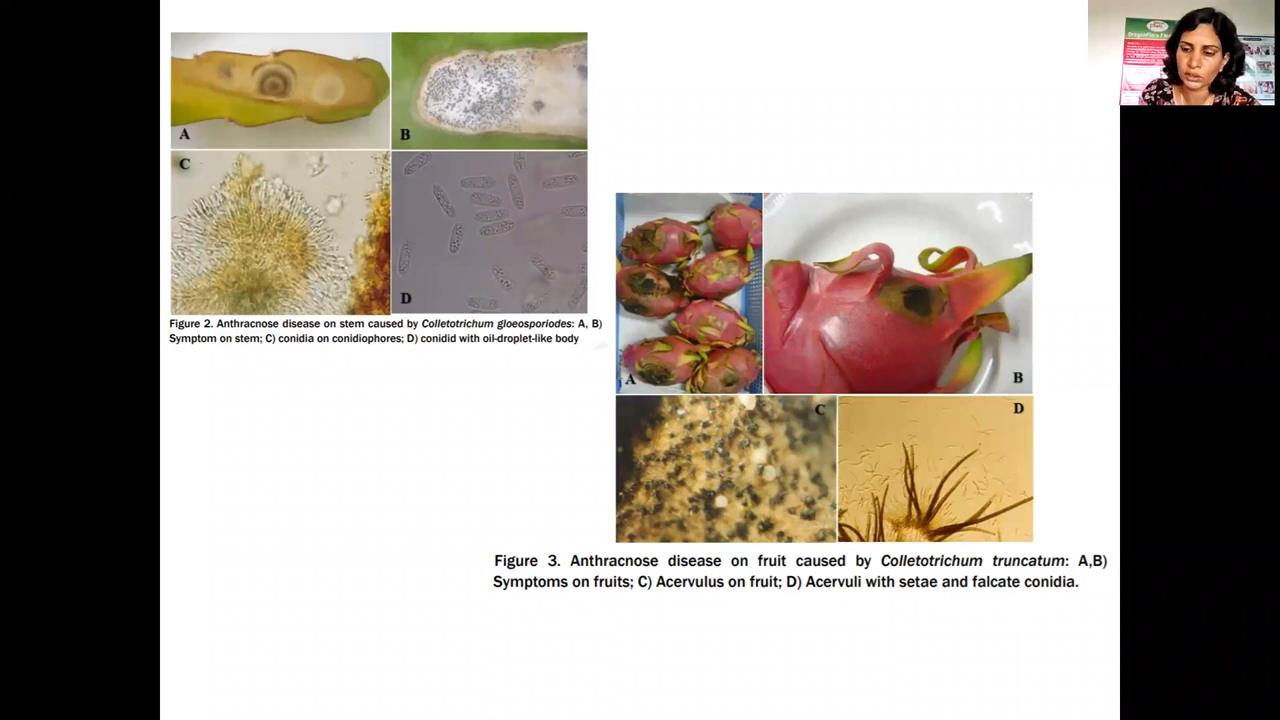 A
B
C
D
Figure 2. Anthracnose disease on stem caused by Colletotrichum gloeosporiodes: A, B)
Symptom on stem; C) conidia on conidiophores; D) conidid with oil-droplet-like body
A
B
C
D
Figure 3. Anthracnose disease on fruit caused by Colletotrichum truncatum: A,B)
Symptoms on fruits; C) Acervulus on fruit; D) Acervuli with setae and falcate conidia.